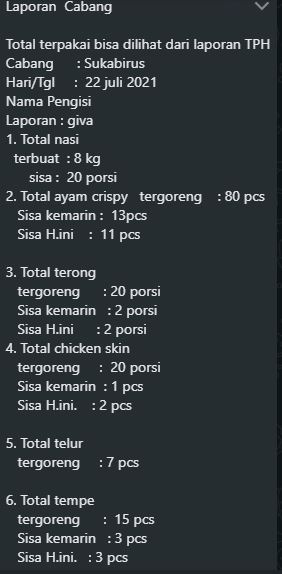 Laporan Cabang
Total terpakai bisa dilihat dari laporan TPH
Cabang : Sukabirus
Hari/Tgl : 22 juli 2021
Nama Pengisi
Laporan : giva
1. Total nasi
terbuat : 8 kg
sisa : 20 porsi
2. Total ayam crispy tergoreng : 80 pcs
Sisa kemarin : 13pcs
Sisa H.ini : 11 pcs
3. Total terong
tergoreng : 20 porsi
Sisa kemarin : 2 porsi
Sisa H.ini : 2 porsi
4. Total chicken skin
tergoreng : 20 porsi
Sisa kemarin : 1 pcs
Sisa H.ini. : 2 pcs
5. Total telur
tergoreng : 7 pcs
6. Total tempe
tergoreng : 15 pcs
Sisa kemarin : 3 pcs
Sisa H.ini. : 3 pcs